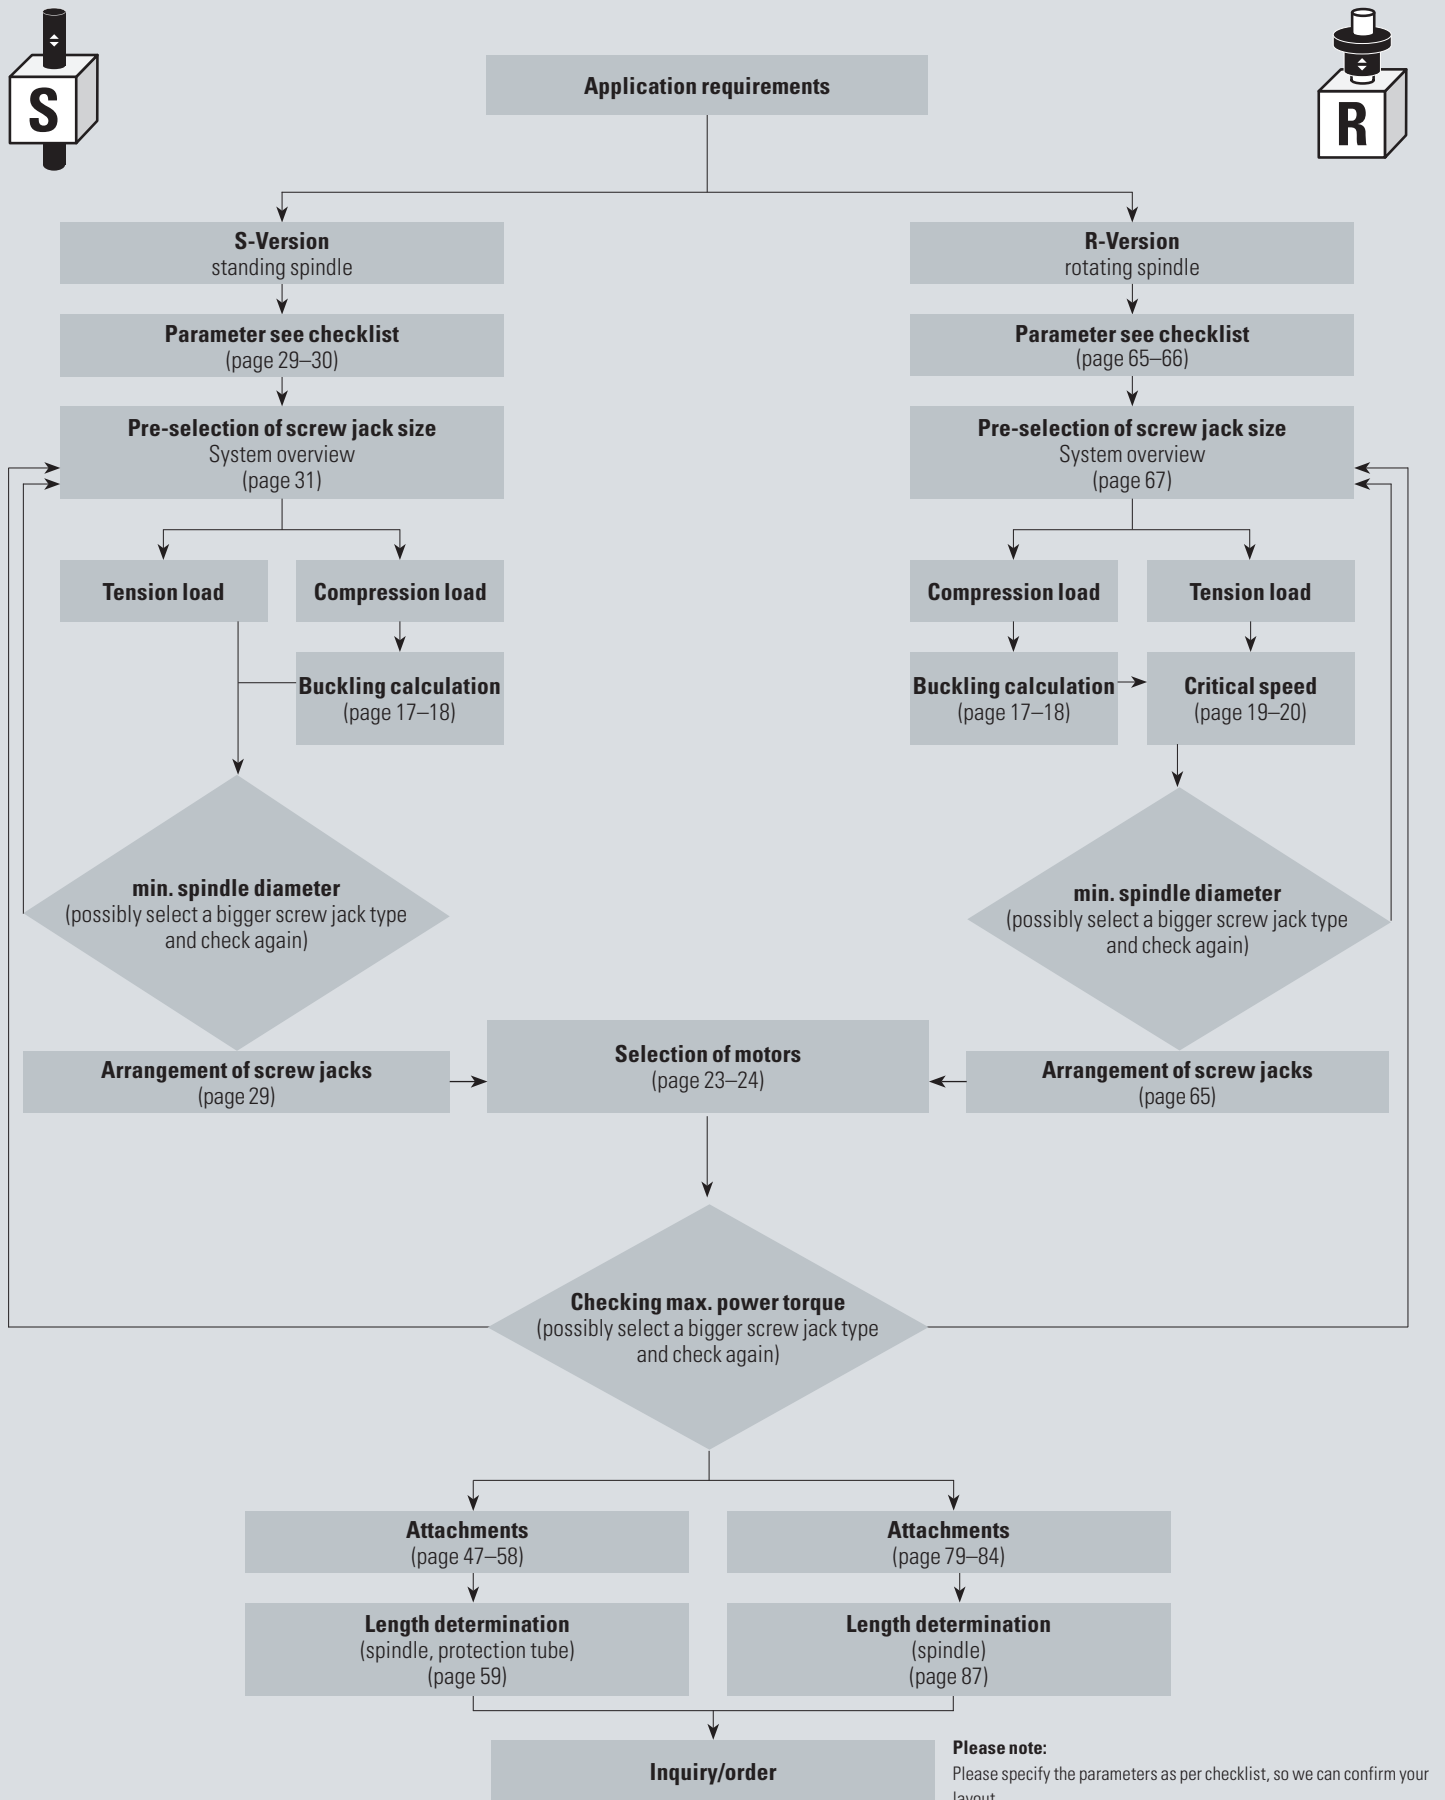 S
R
Application requirements
S-Version
standing spindle
R-Version
rotating spindle
Parameter see checklist
(page 29–30)
Parameter see checklist
(page 65–66)
Pre-selection of screw jack size
System overview
(page 31)
Pre-selection of screw jack size
System overview
(page 67)
Tension load
Compression load
Compression load
Tension load
Buckling calculation
(page 17–18)
Buckling calculation
(page 17–18)
Critical speed
(page 19–20)
min. spindle diameter
(possibly select a bigger screw jack type
and check again)
min. spindle diameter
(possibly select a bigger screw jack type
and check again)
Arrangement of screw jacks
(page 29)
Selection of motors
(page 23–24)
Arrangement of screw jacks
(page 65)
Checking max. power torque
(possibly select a bigger screw jack type
and check again)
Attachments
(page 47–58)
Attachments
(page 79–84)
Length determination
(spindle, protection tube)
(page 59)
Length determination
(spindle)
(page 87)
Inquiry/order
Please note:
Please specify the parameters as per checklist, so we can confirm your
layout